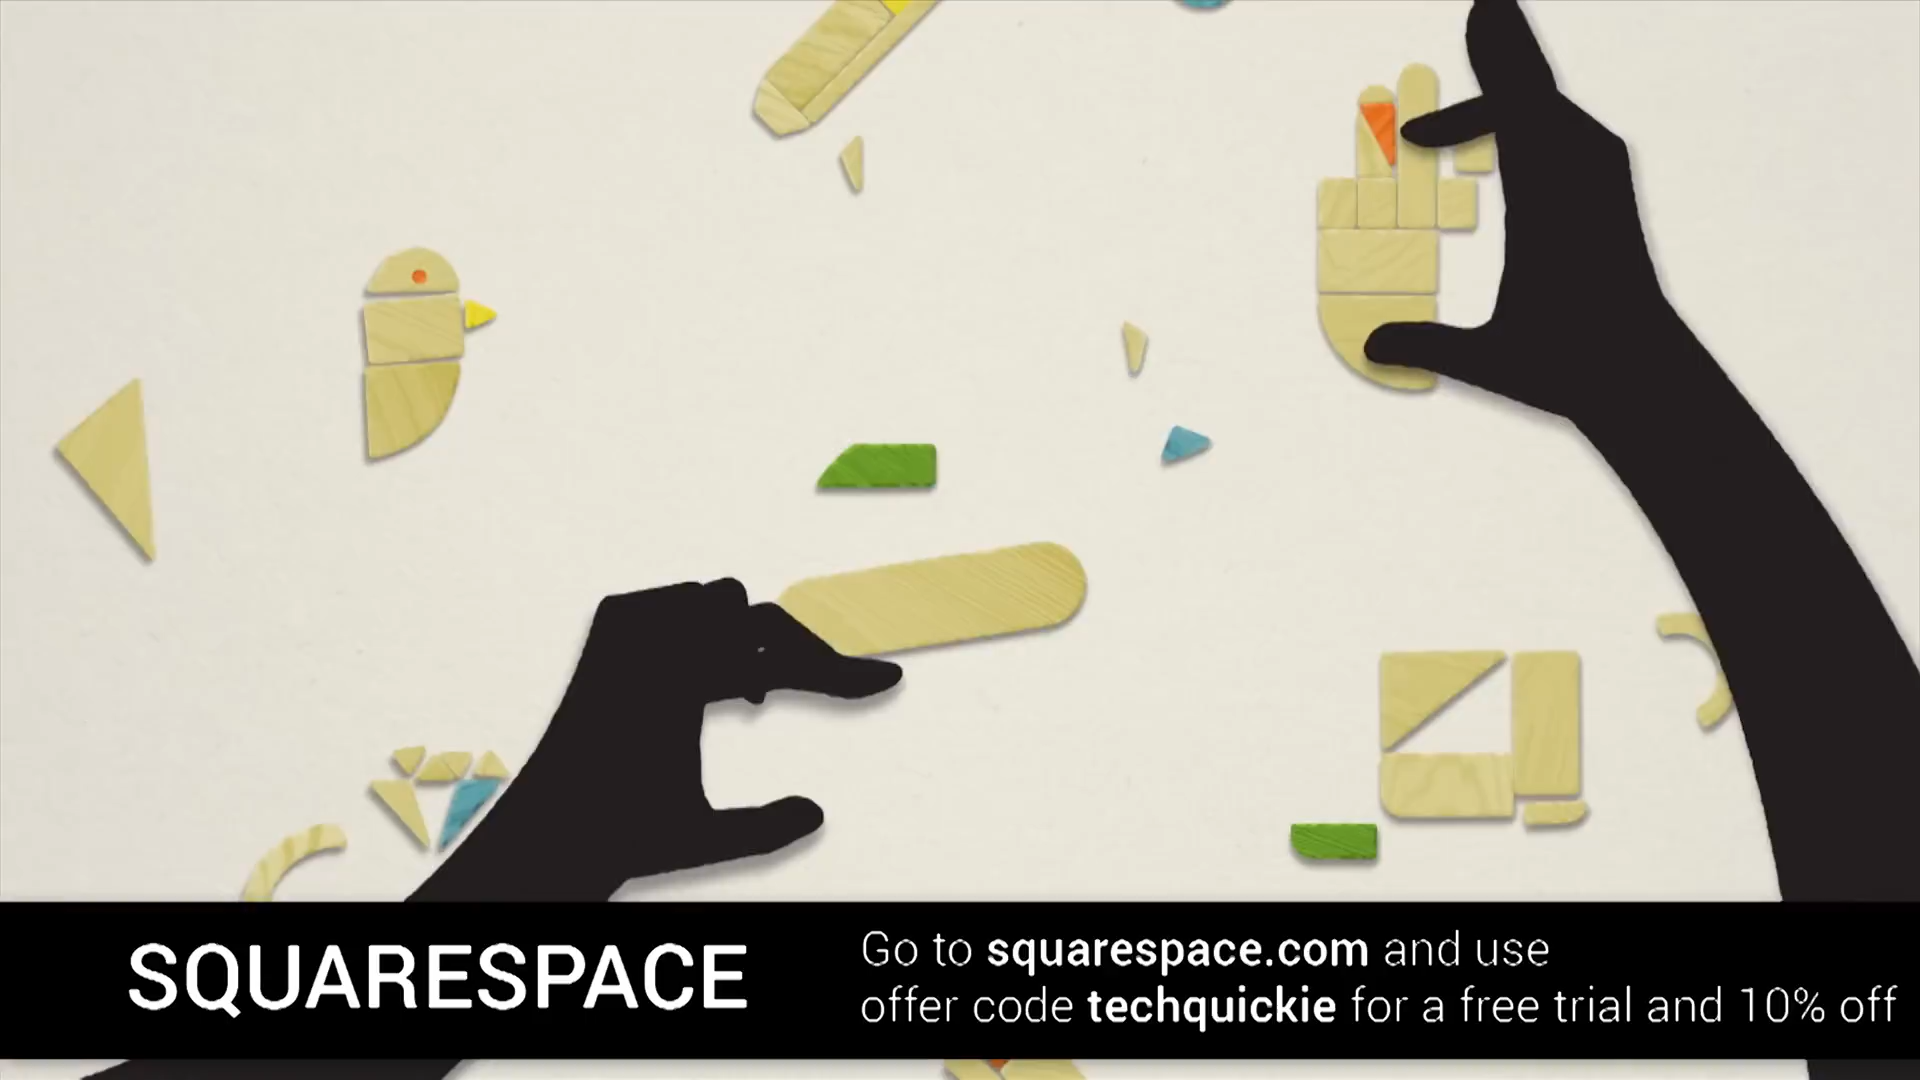 SQUARESPACE
Go to squarespace.com and use
offer code techquickie for a free trial and 10% off